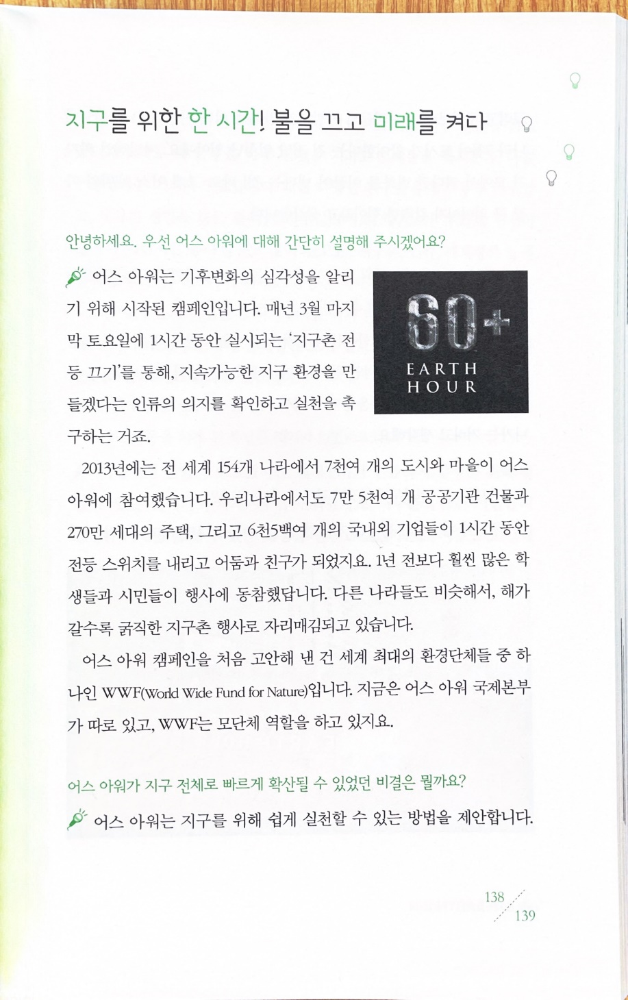 지구를 위한 한 시간! 불을 끄고 미래를 켜다
안녕하세요. 우선 어스 아워에 대해 간단히 설명해 주시겠어요?
어스 아워는 기후변화의 심각성을 알리
기 위해 시작된 캠페인입니다. 매년 3월 마지
막 토요일에 1시간 동안 실시되는 ‘지구촌 전
등 끄기’를 통해, 지속가능한 지구 환경을 만
들겠다는 인류의 의지를 확인하고 실천을 촉
구하는 거죠.
60+
EARTH
HOUR
2013년에는 전 세계 154개 나라에서 7천여 개의 도시와 마을이 어스
아워에 참여했습니다. 우리나라에서도 7만 5천여 개 공공기관 건물과
270만 세대의 주택, 그리고 6천5백여 개의 국내외 기업들이 1시간 동안
전등 스위치를 내리고 어둠과 친구가 되었지요. 1년 전보다 훨씬 많은 학
생들과 시민들이 행사에 동참했답니다. 다른 나라들도 비슷해서, 해가
갈수록 굵직한 지구촌 행사로 자리매김되고 있습니다.
어스 아워 캠페인을 처음 고안해 낸 건 세계 최대의 환경단체들 중 하
나인 WWF(World Wide Fund for Nature)입니다. 지금은 어스 아워 국제본부
가 따로 있고, WWF는 모단체 역할을 하고 있지요.
어스 아워가 지구 전체로 빠르게 확산될 수 있었던 비결은 뭘까요?
어스 아워는 지구를 위해 쉽게 실천할 수 있는 방법을 제안합니다.
138
139